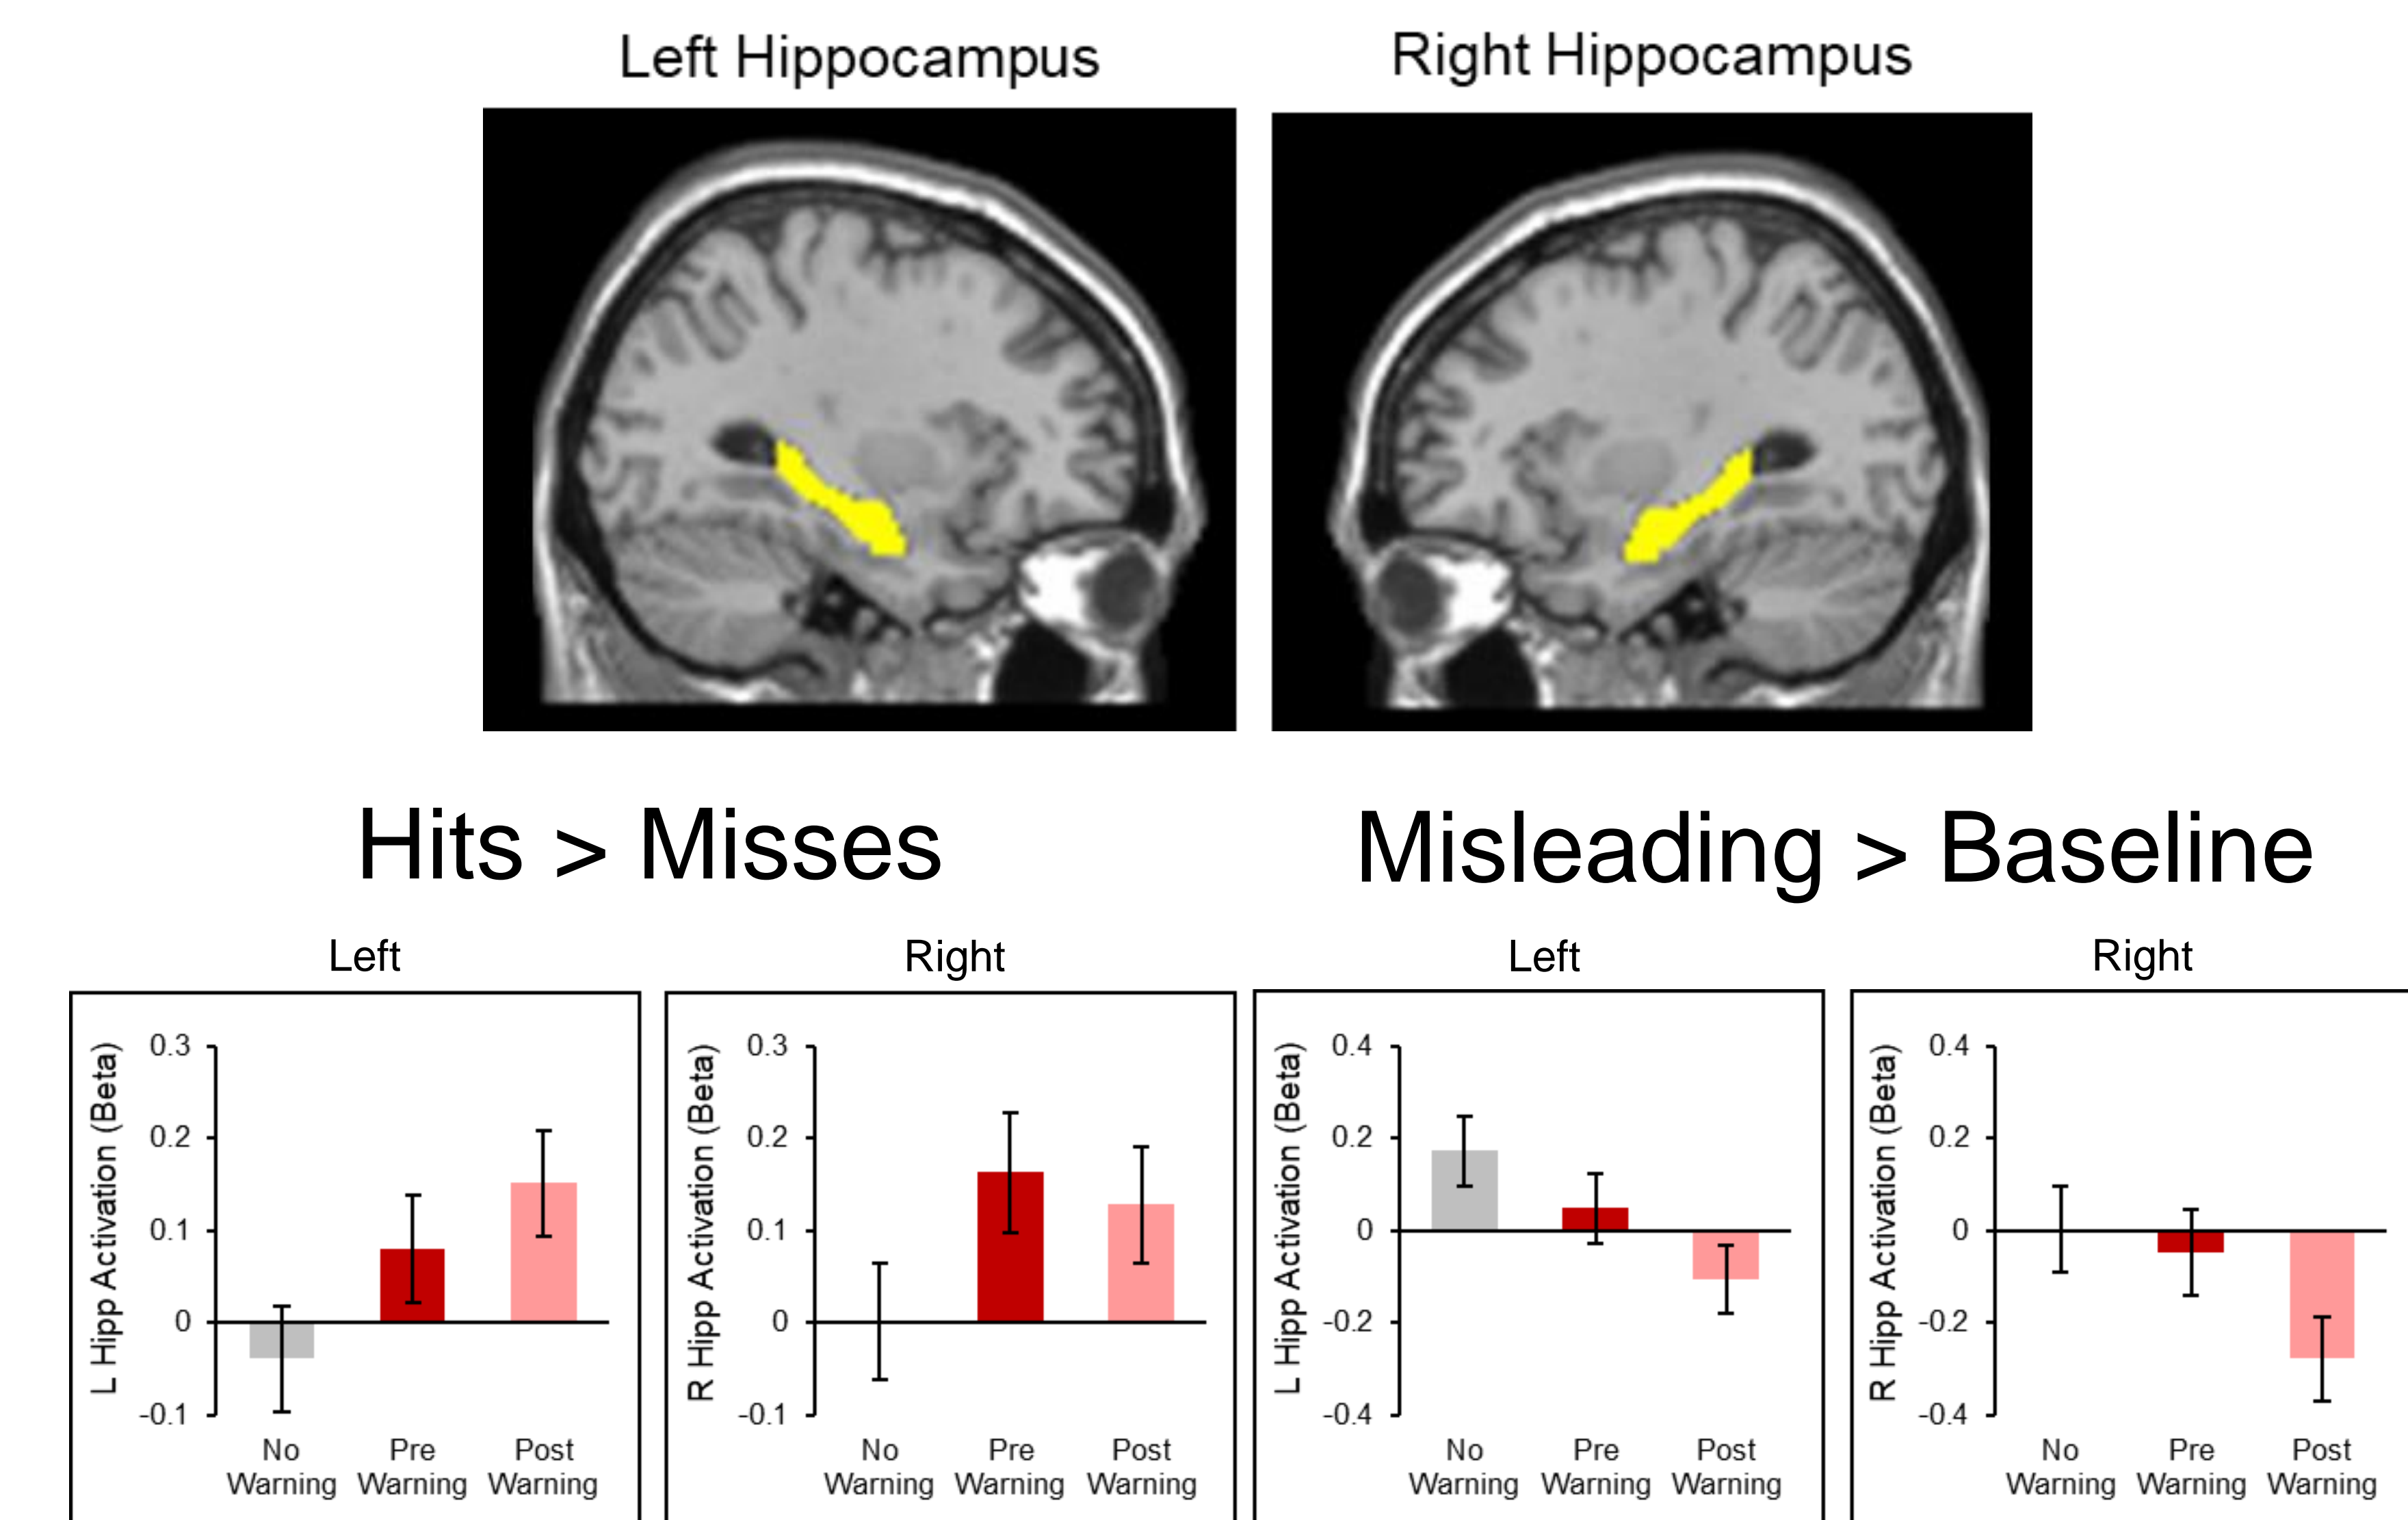 Left Hippocampus
Right Hippocampus
Hits > Misses
Misleading > Baseline
Left
Right
Left
Right
L Hipp Activation (Beta)
0.3
0.2
0.1
0
-0.1
No Warning
Pre Warning
Post Warning
R Hipp Activation (Beta)
0.3
0.2
0.1
0
-0.1
No Warning
Pre Warning
Post Warning
L Hipp Activation (Beta)
0.4
0.2
0
-0.2
-0.4
No Warning
Pre Warning
Post Warning
R Hipp Activation (Beta)
0.4
0.2
0
-0.2
-0.4
No Warning
Pre Warning
Post Warning